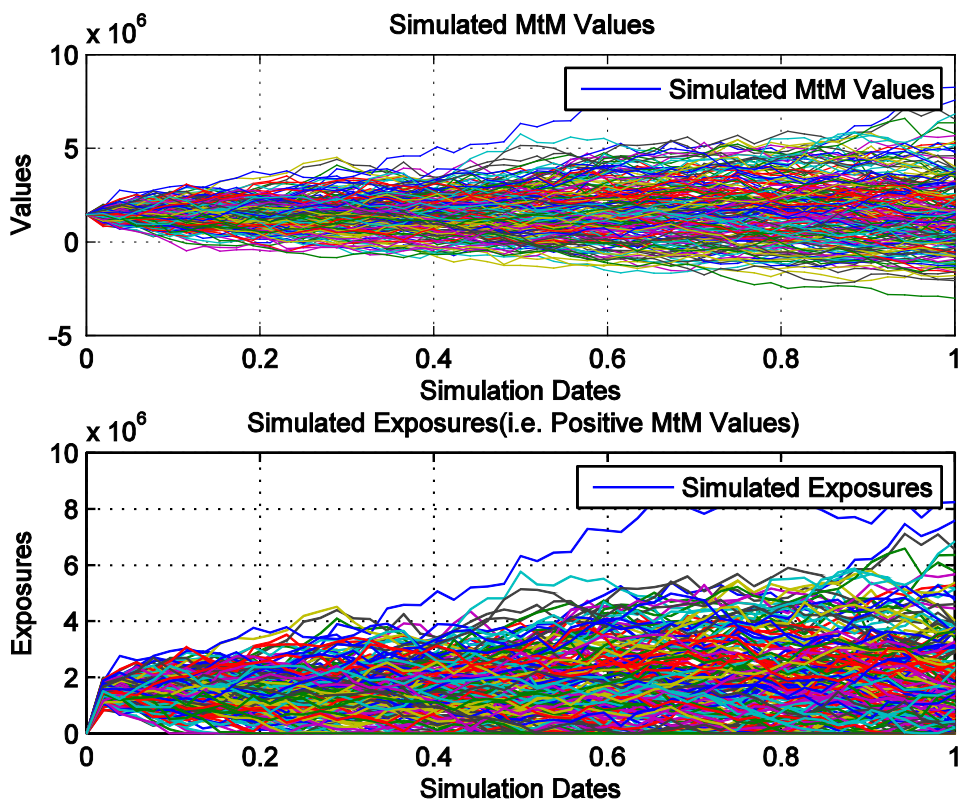 Simulated MtM Values
x 10^6
10
5
0
-5
Values
Simulated MtM Values
0 0.2 0.4 0.6 0.8 1
Simulation Dates
Simulated Exposures(i.e. Positive MtM Values)
x 10^6
10
8
6
4
2
0
Exposures
Simulated Exposures
0 0.2 0.4 0.6 0.8 1
Simulation Dates